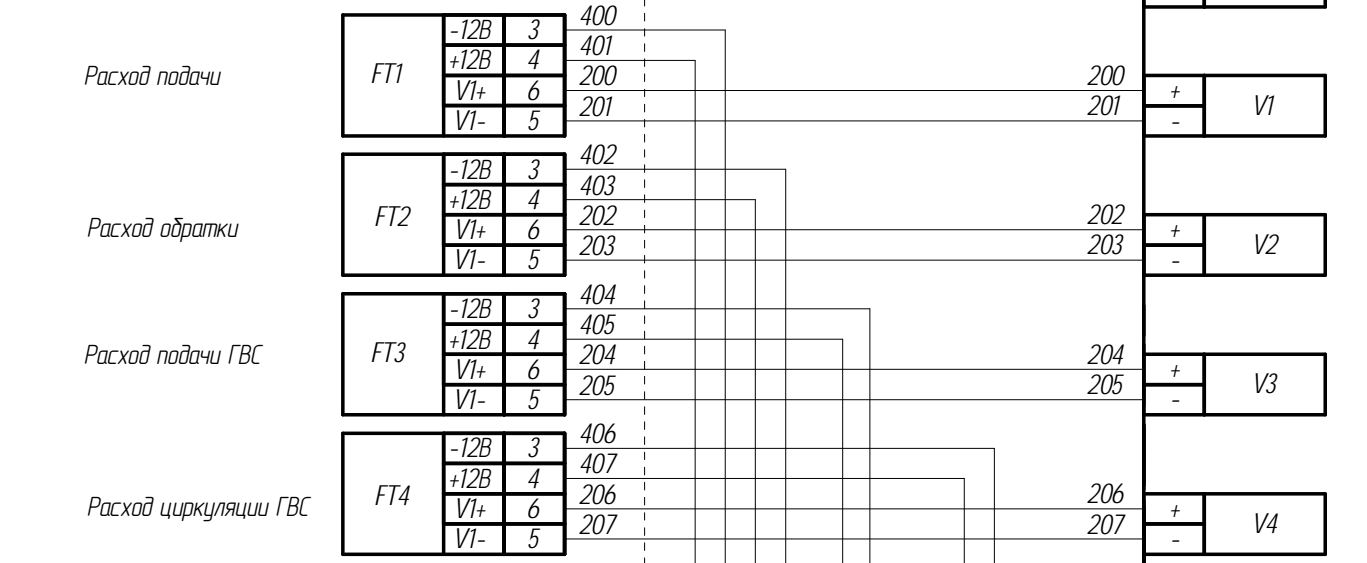 400
-12В 3
401
+12В 4
Расход подачи FT1 200 200
V1+ 6 + V1
201 201
V1- 5 -
402
-12В 3
403
+12В 4
Расход обратки FT2 202 202
V1+ 6 + V2
203 203
V1- 5 -
404
-12В 3
405
+12В 4
Расход подачи ГВС FT3 204 204
V1+ 6 + V3
205 205
V1- 5 -
406
-12В 3
407
+12В 4
Расход циркуляции ГВС FT4 206 206
V1+ 6 + V4
207 207
V1- 5 -